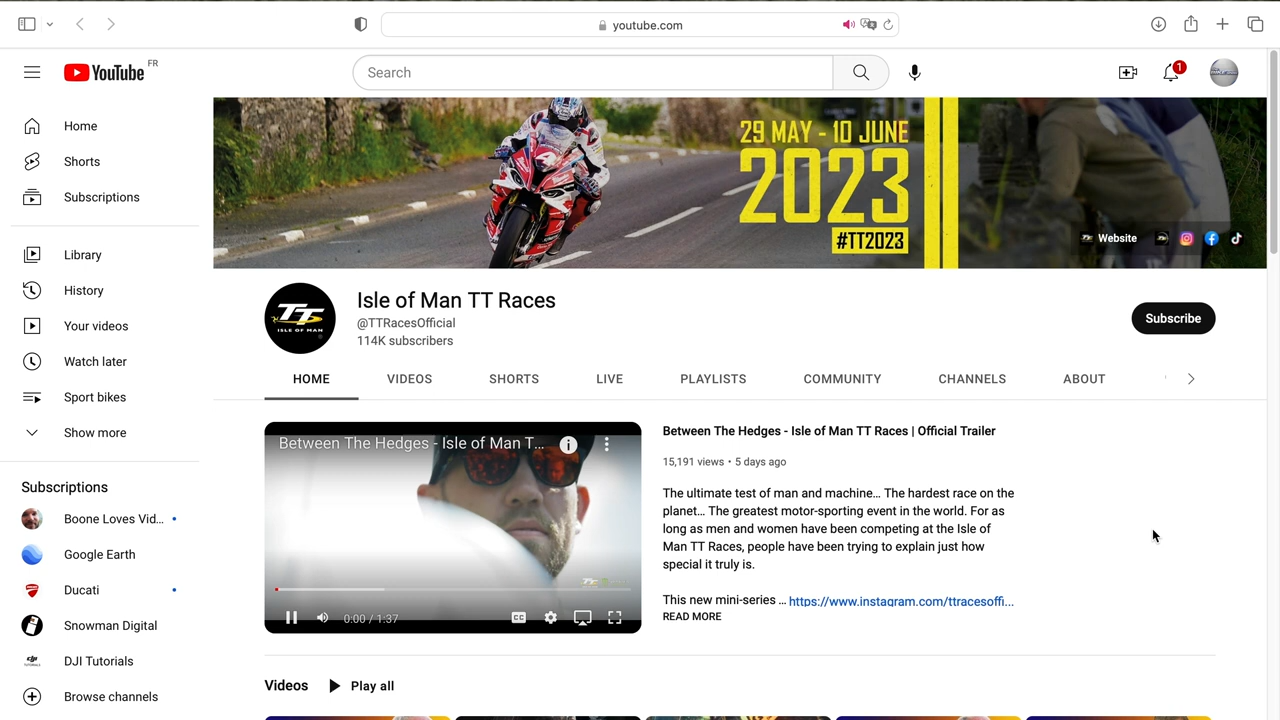 youtube.com
YouTube FR
Search
1
Home
Shorts
Subscriptions
Library
History
Your videos
Watch later
Sport bikes
Show more
Subscriptions
Boone Loves Vid...
Google Earth
Ducati
Snowman Digital
DJI Tutorials
Browse channels
29 MAY - 10 JUNE
2023
#TT2023
Website
TT
ISLE OF MAN
Isle of Man TT Races
@TTRacesOfficial
114K subscribers
Subscribe
HOME VIDEOS SHORTS LIVE PLAYLISTS COMMUNITY CHANNELS ABOUT
Between The Hedges - Isle of Man T...
0:00 / 1:37
CC
Between The Hedges - Isle of Man TT Races | Official Trailer
15,191 views • 5 days ago
The ultimate test of man and machine... The hardest race on the
planet... The greatest motor-sporting event in the world. For as
long as men and women have been competing at the Isle of
Man TT Races, people have been trying to explain just how
special it truly is.
This new mini-series ... https://www.instagram.com/ttracesoffi...
READ MORE
Videos Play all